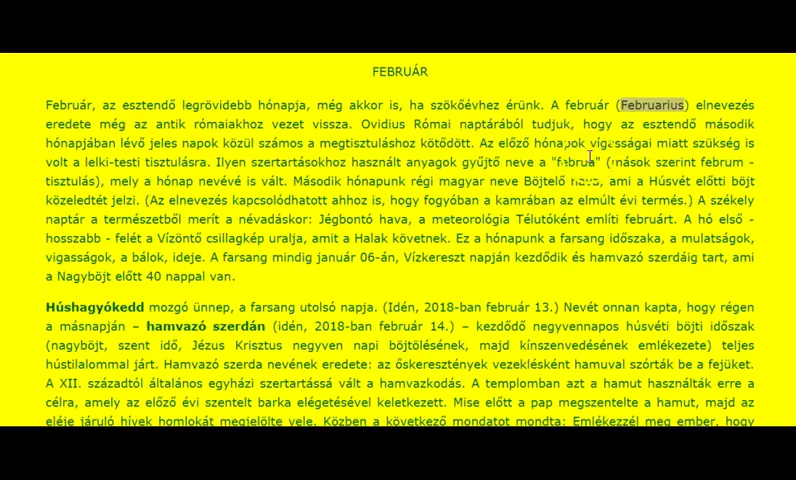 FEBRUÁR
Február, az esztendő legrövidebb hónapja, még akkor is, ha szökőévhez érünk. A február (Februarius) elnevezés
eredete még az antik rómaiakhoz vezet vissza. Ovidius Római naptárából tudjuk, hogy az esztendő második
hónapjában lévő jeles napok közül számos a megtisztuláshoz kötődött. Az előző hónapok vígasságai miatt szükség is
volt a lelki-testi tisztulásra. Ilyen szertartásokhoz használt anyagok gyűjtő neve a "februa" (mások szerint februm -
tisztulás), mely a hónap nevévé is vált. Második hónapunk régi magyar neve Böjtelő hava, ami a Húsvét előtti böjt
közeledtét jelzi. (Az elnevezés kapcsolódhatott ahhoz is, hogy fogyóban a kamrában az elmúlt évi termés.) A székely
naptár a természetből merít a névadáskor: Jégbontó hava, a meteorológia Télutóként említi februárt. A hó első -
hosszabb - felét a Vízöntő csillagkép uralja, amit a Halak követnek. Ez a hónapunk a farsang időszaka, a mulatságok,
vigasságok, a bálok, ideje. A farsang mindig január 06-án, Vízkereszt napján kezdődik és hamvazó szerdáig tart, ami
a Nagyböjt előtt 40 nappal van.
Húshagyókedd mozgó ünnep, a farsang utolsó napja. (Idén, 2018-ban február 13.) Nevét onnan kapta, hogy régen
a másnapján – hamvazó szerdán (idén, 2018-ban február 14.) – kezdődő negyvennapos húsvéti böjti időszak
(nagyböjt, szent idő, Jézus Krisztus negyven napi böjtölésének, majd kínszenvedésének emlékezete) teljes
hústilalommal járt. Hamvazó szerda nevének eredete: az őskeresztények vezeklésként hamuval szórták be a fejüket.
A XII. századtól általános egyházi szertartássá vált a hamvazkodás. A templomban azt a hamut használták erre a
célra, amely az előző évi szentelt barka elégetésével keletkezett. Mise előtt a pap megszentelte a hamut, majd az
eléje járuló hívek homlokát megjelölte vele. Közben a következő mondatot mondta: Emlékezzél meg ember, hogy